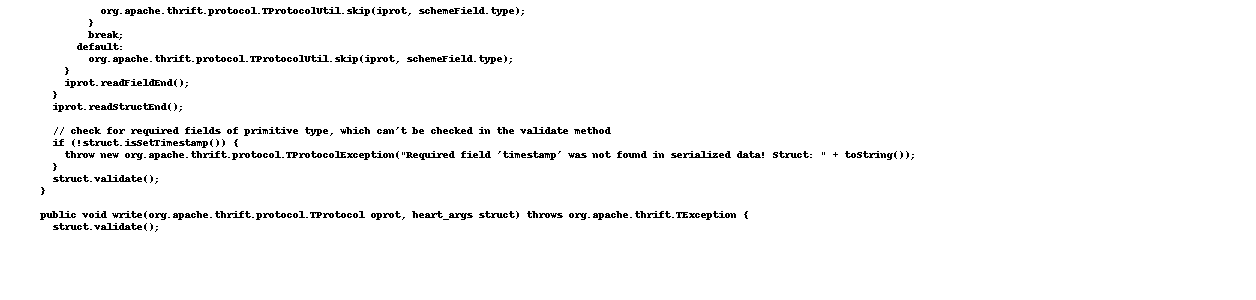 org.apache.thrift.protocol.TProtocolUtil.skip(iprot, schemeField.type);
}
break;
default:
org.apache.thrift.protocol.TProtocolUtil.skip(iprot, schemeField.type);
}
iprot.readFieldEnd();
}
iprot.readStructEnd();
// check for required fields of primitive type, which can't be checked in the validate method
if (!struct.isSetTimestamp()) {
throw new org.apache.thrift.protocol.TProtocolException("Required field 'timestamp' was not found in serialized data! Struct: " + toString());
}
struct.validate();
}
public void write(org.apache.thrift.protocol.TProtocol oprot, heart_args struct) throws org.apache.thrift.TException {
struct.validate();